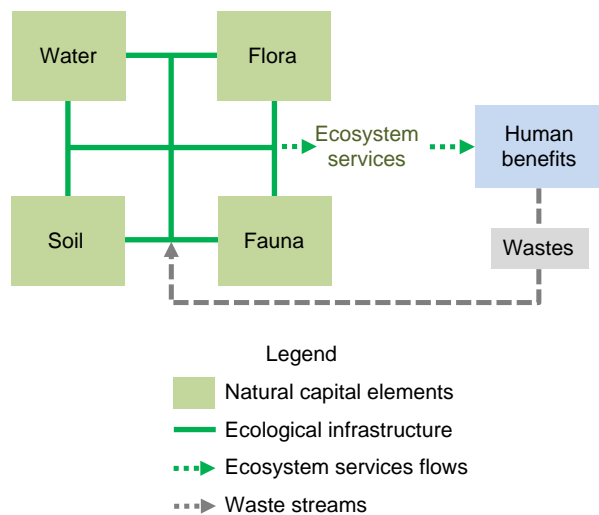 Water
Flora
Ecosystem
services
Human
benefits
Soil
Fauna
Wastes
Legend
Natural capital elements
Ecological infrastructure
Ecosystem services flows
Waste streams